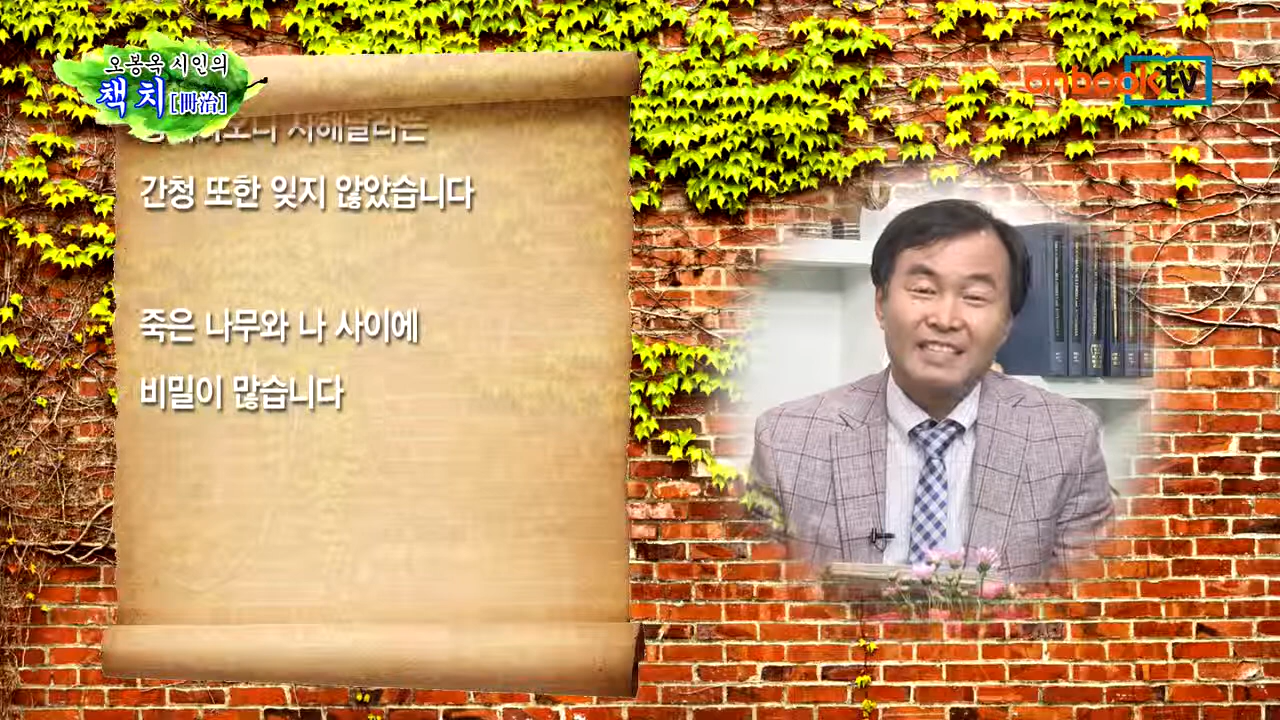 오봉옥 시인의
책치[冊治]
onbooktv
간청 또한 잊지 않았습니다
죽은 나무와 나 사이에
비밀이 많습니다